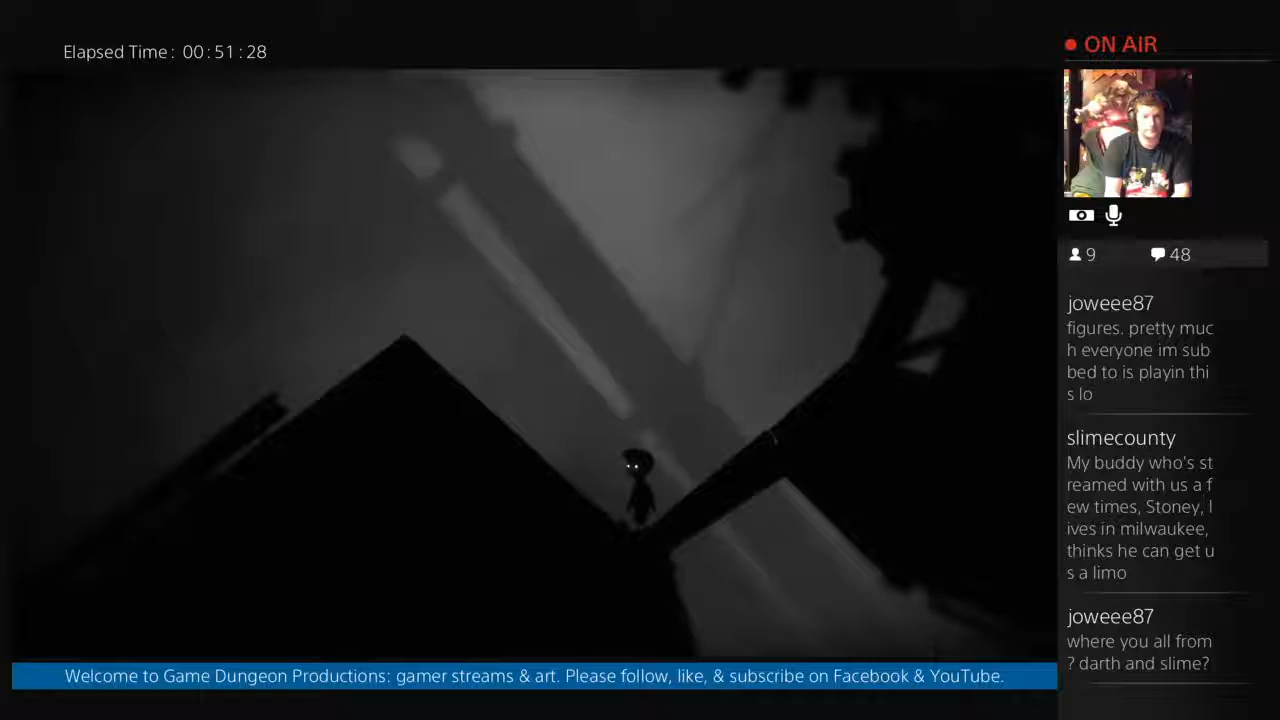 Elapsed Time: 00:51:28
ON AIR
9 48
joweee87
figures. pretty muc
h everyone im sub
bed to is playin thi
s lo
slimecounty
My buddy who's st
reamed with us a f
ew times, Stoney, l
ives in milwaukee,
thinks he can get u
s a limo
joweee87
where you all from
? darth and slime?
Welcome to Game Dungeon Productions: gamer streams & art. Please follow, like, & subscribe on Facebook & YouTube.